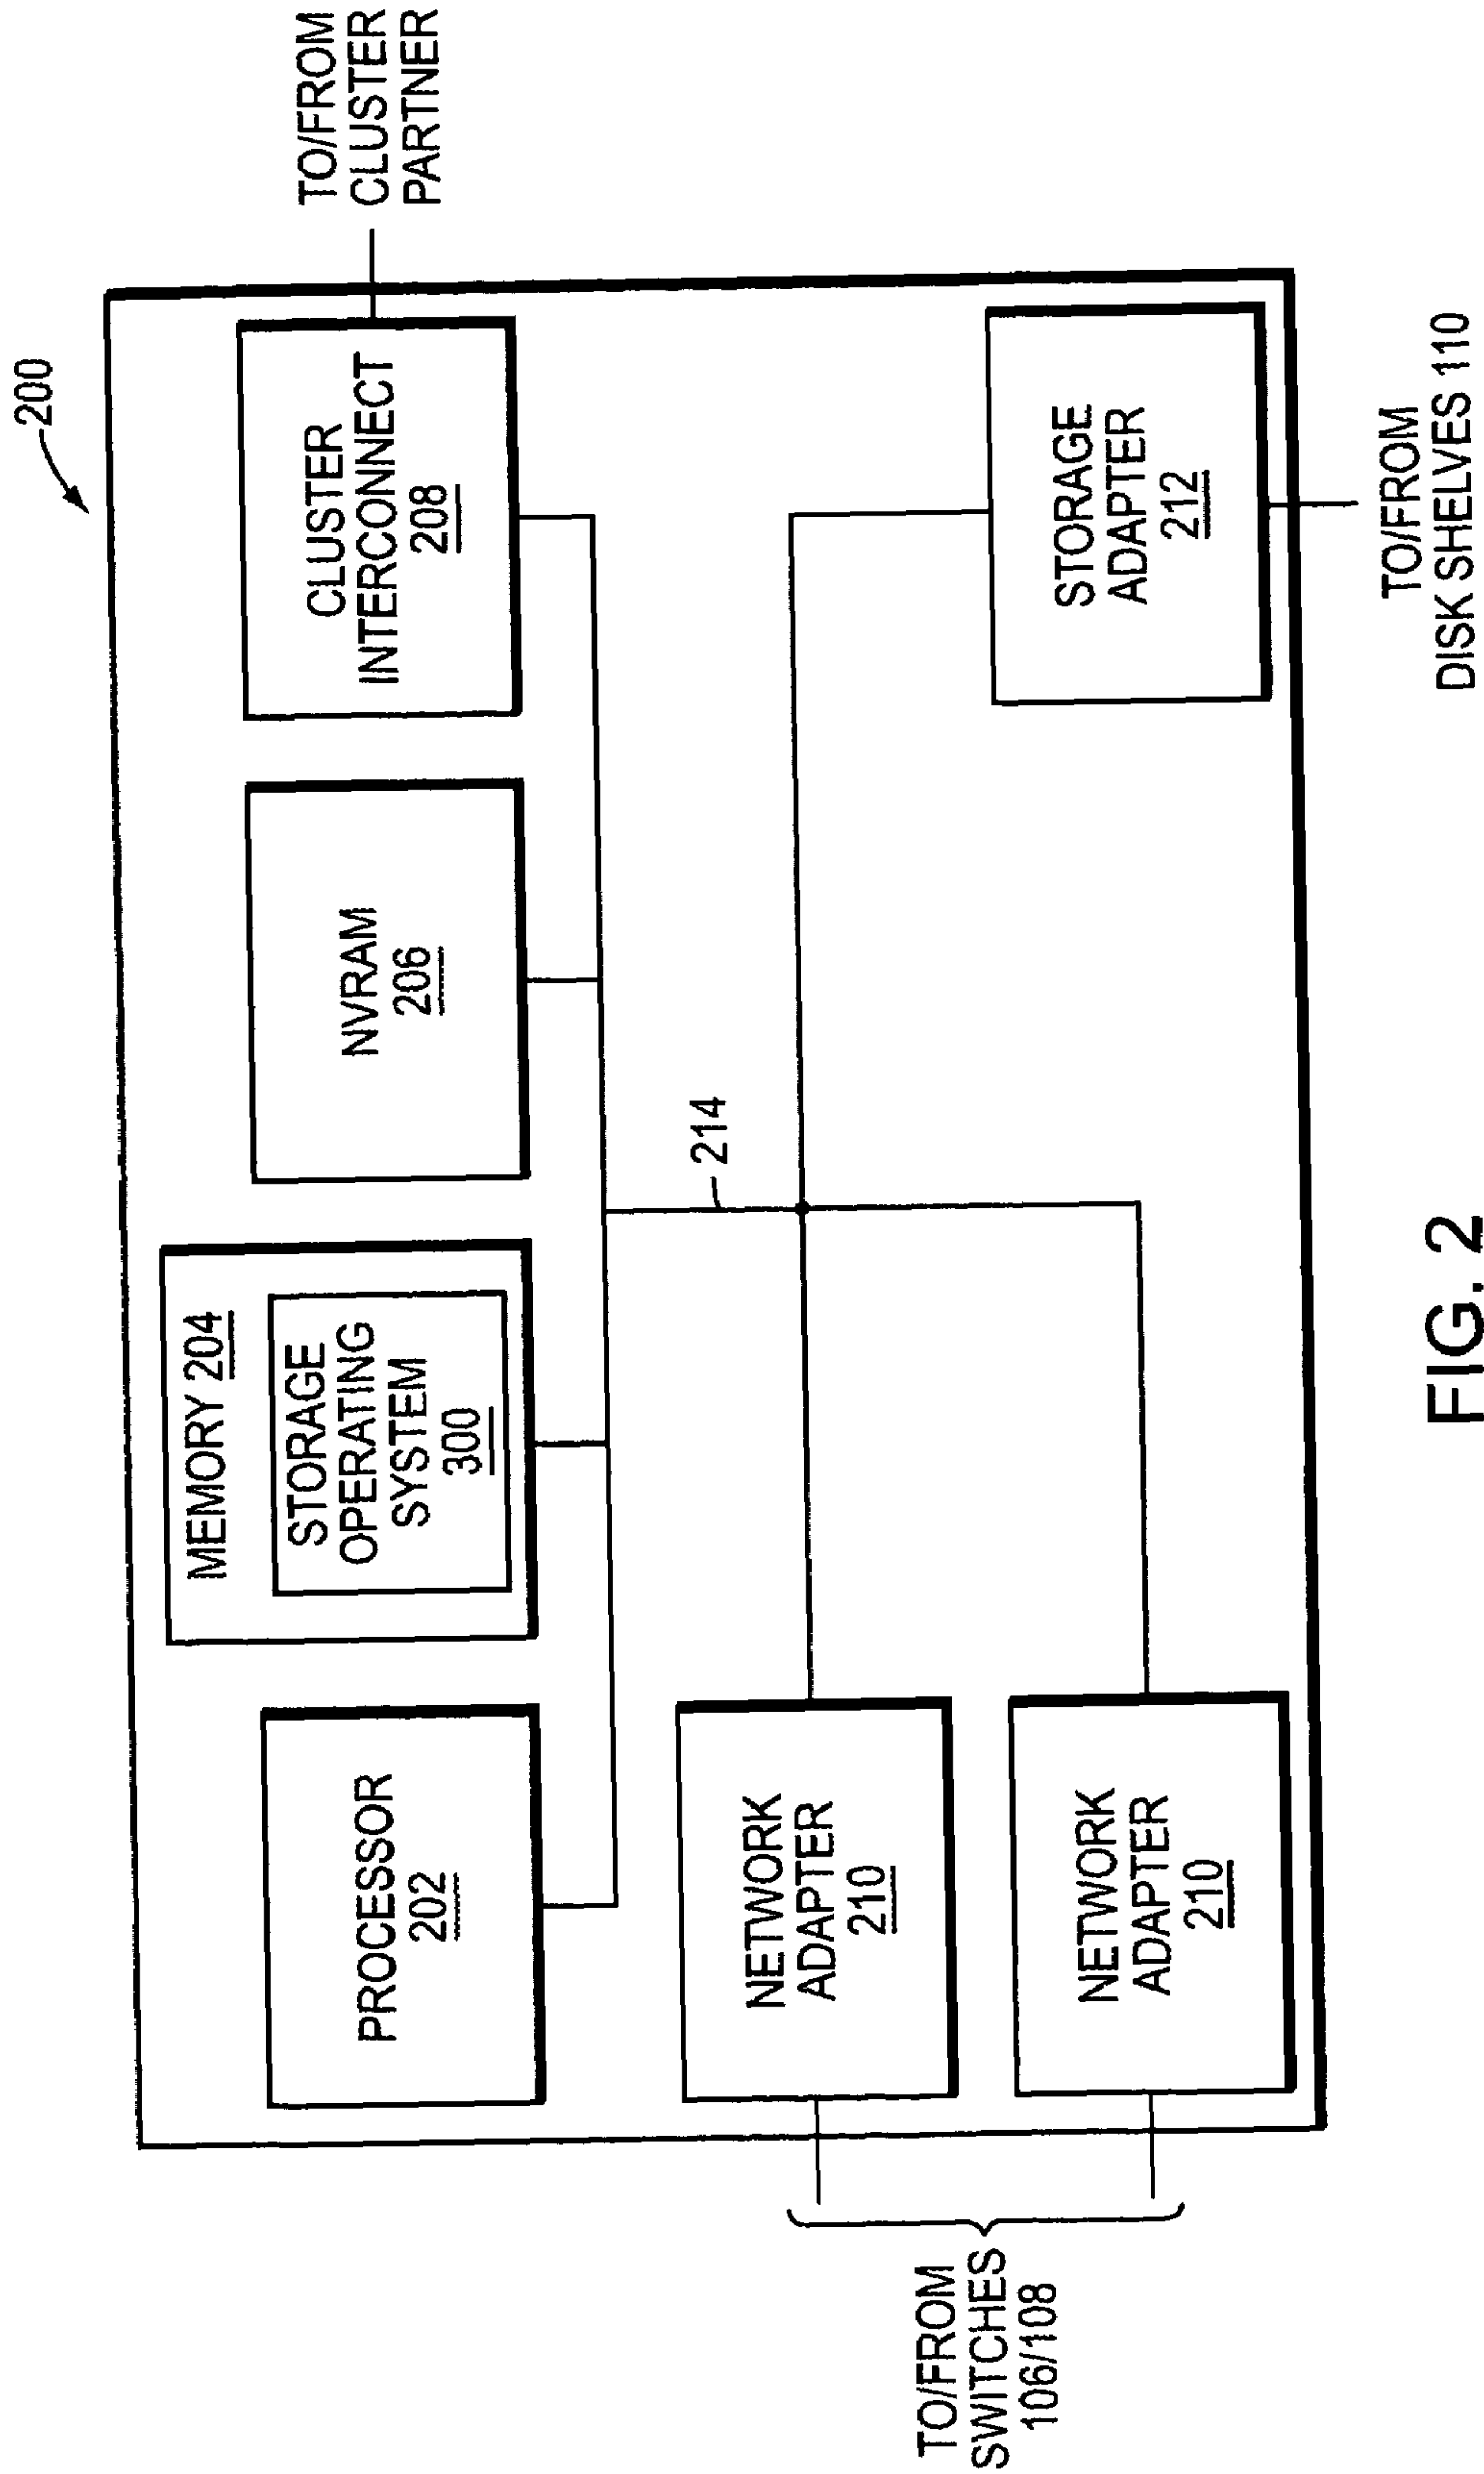 200
PROCESSOR
202
MEMORY 204
STORAGE
OPERATING
SYSTEM
300
NVRAM
206
CLUSTER
INTERCONNECT
208
TO/FROM
CLUSTER
PARTNER
214
NETWORK
ADAPTER
210
NETWORK
ADAPTER
210
STORAGE
ADAPTER
212
TO/FROM
SWITCHES
106/108
TO/FROM
DISK SHELVES 110
FIG. 2